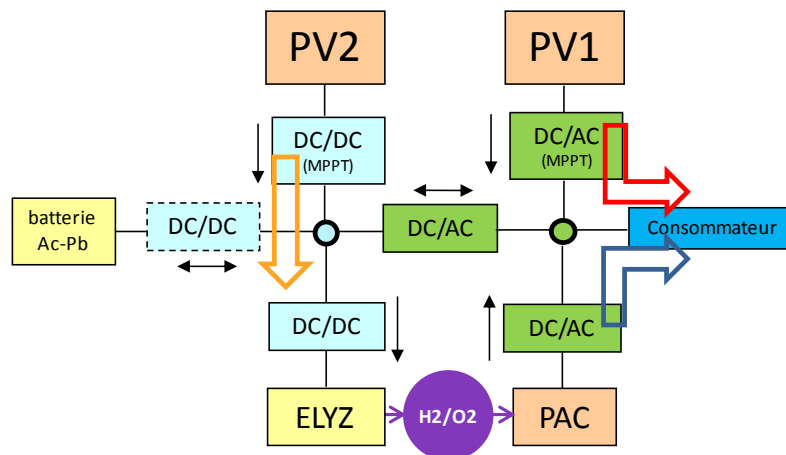 PV2
PV1
DC/DC
(MPPT)
DC/AC
(MPPT)
batterie
Ac-Pb
DC/DC
DC/AC
Consommateur
DC/DC
DC/AC
ELYZ
H2/O2
PAC